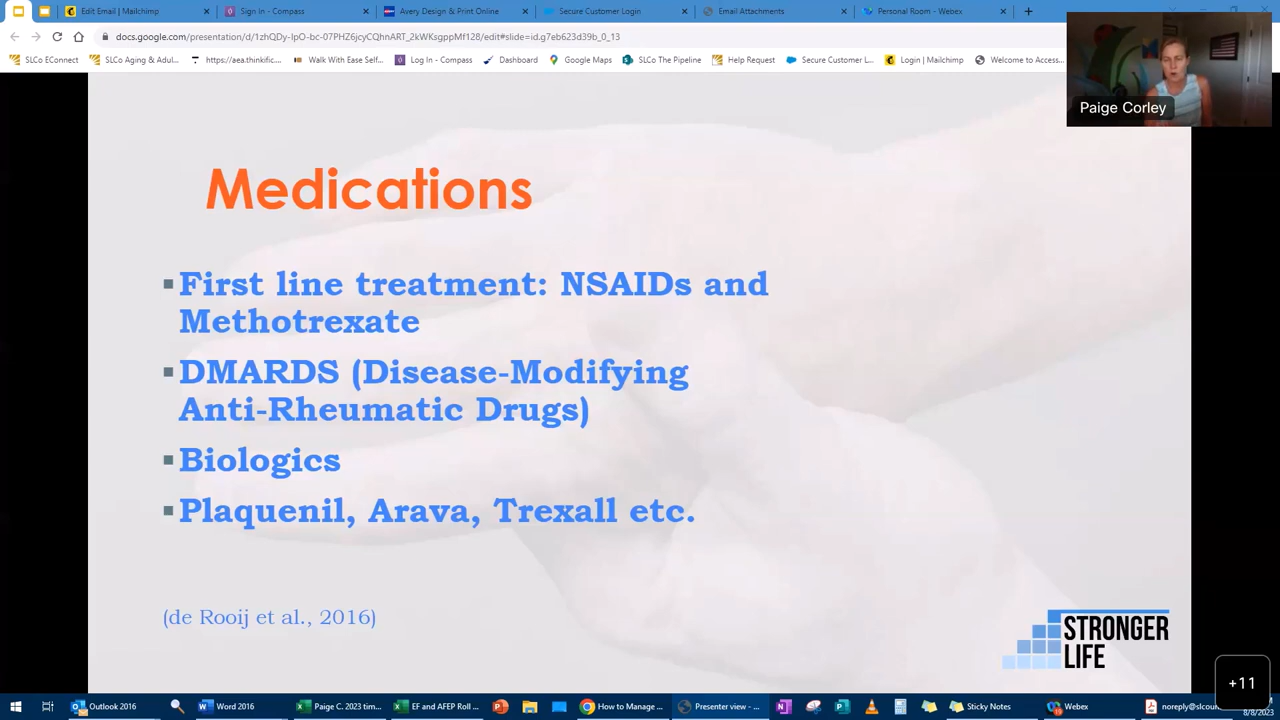 Edit Email | Mailchimp
Sign In - Compass
Avery Design & Print Online
Secure Customer Login
Email Attachments
Personal Room - Webex
docs.google.com/presentation/d/1zhQDy-IpO-bc-07PHZ6jcyCQhnART_2kWKsgppMf128/edit#slide=id.g7eb623d39b_0_13
SLCo EConnect
SLCo Aging & Adul...
https://aea.thinkific....
Walk With Ease Self...
Log In - Compass
Dashboard
Google Maps
SLCo The Pipeline
Help Request
Secure Customer L...
Login | Mailchimp
Welcome to Access...
Paige Corley
Medications
▪First line treatment: NSAIDs and
Methotrexate
▪DMARDS (Disease-Modifying
Anti-Rheumatic Drugs)
▪Biologics
▪Plaquenil, Arava, Trexall etc.
(de Rooij et al., 2016)
STRONGER
LIFE
+11
Outlook 2016
Word 2016
Paige C. 2023 tim...
EF and AFEP Roll ...
How to Manage ...
Presenter view - ...
Sticky Notes
Webex
noreply@slcour...
8/8/2023